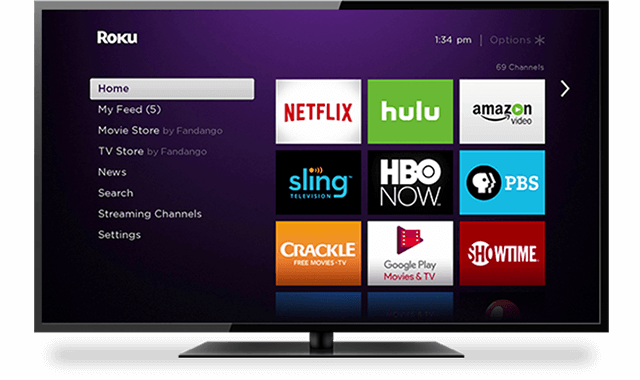 Roku
1:34 pm | Options
69 Channels
Home
My Feed (5)
Movie Store by Fandango
TV Store by Fandango
News
Search
Streaming Channels
Settings
NETFLIX
hulu
amazon
video
sling
TELEVISION
HBO
NOW
PBS
CRACKLE
FREE MOVIES • TV
Google Play
Movies & TV
SHOWTIME